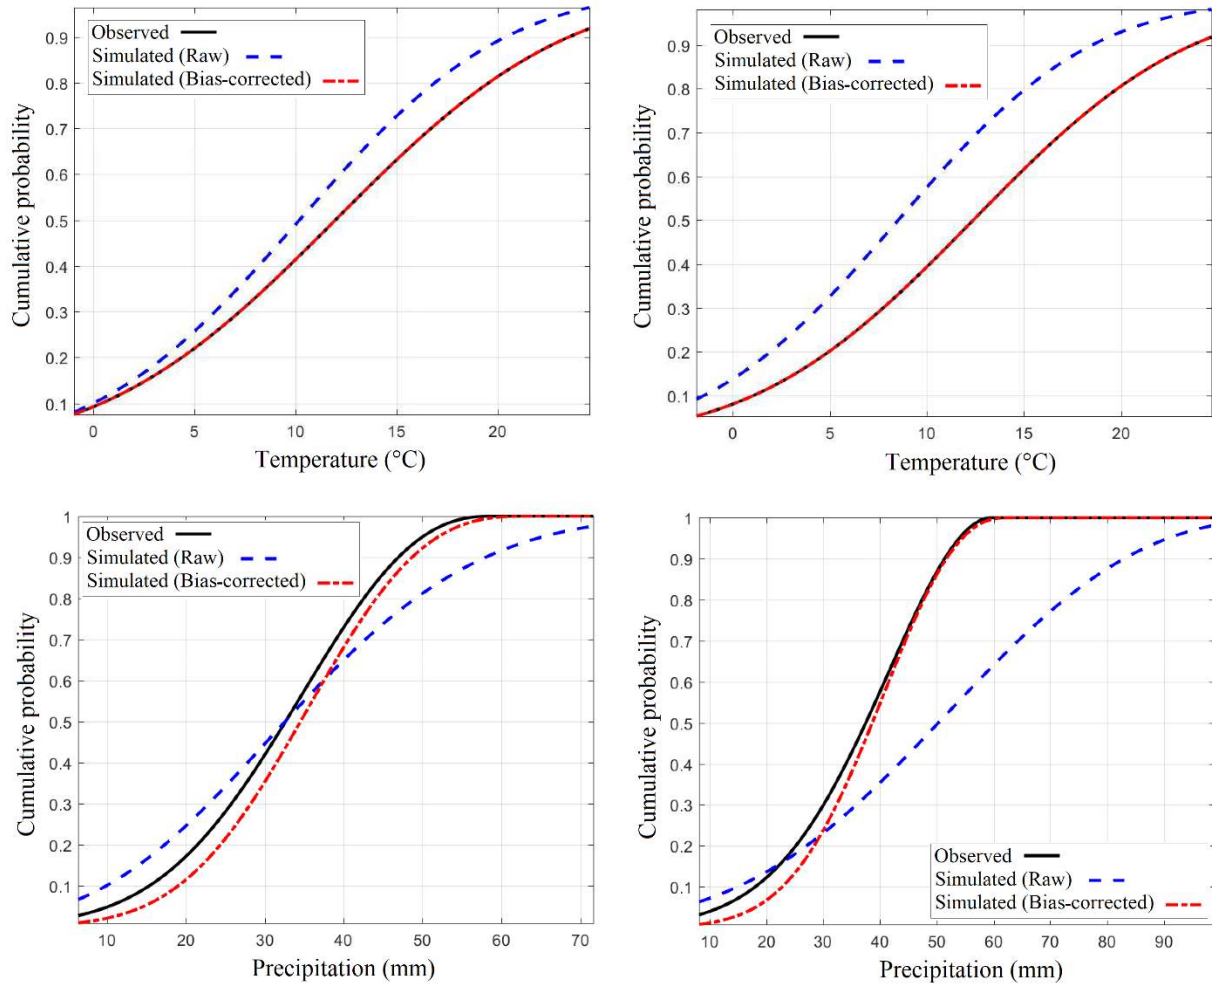 Observed
Simulated (Raw)
Simulated (Bias-corrected)
Cumulative probability
0.9
0.8
0.7
0.6
0.5
0.4
0.3
0.2
0.1
0 5 10 15 20
Temperature (°C)
Observed
Simulated (Raw)
Simulated (Bias-corrected)
Cumulative probability
0.9
0.8
0.7
0.6
0.5
0.4
0.3
0.2
0.1
0 5 10 15 20
Temperature (°C)
Observed
Simulated (Raw)
Simulated (Bias-corrected)
Cumulative probability
1
0.9
0.8
0.7
0.6
0.5
0.4
0.3
0.2
0.1
10 20 30 40 50 60 70
Precipitation (mm)
Cumulative probability
1
0.9
0.8
0.7
0.6
0.5
0.4
0.3
0.2
0.1
Observed
Simulated (Raw)
Simulated (Bias-corrected)
10 20 30 40 50 60 70 80 90
Precipitation (mm)